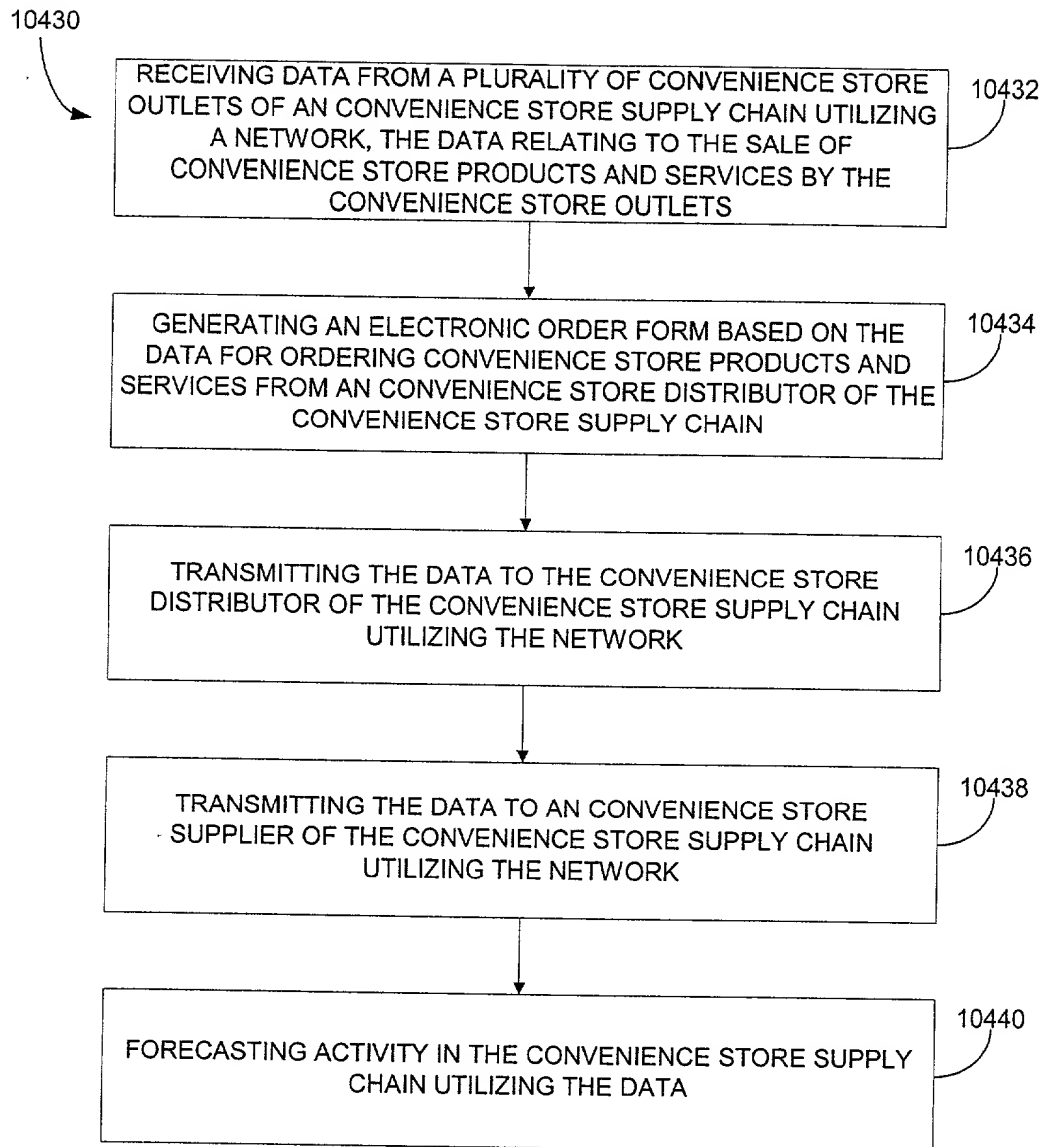 10430
RECEIVING DATA FROM A PLURALITY OF CONVENIENCE STORE
OUTLETS OF AN CONVENIENCE STORE SUPPLY CHAIN UTILIZING
A NETWORK, THE DATA RELATING TO THE SALE OF
CONVENIENCE STORE PRODUCTS AND SERVICES BY THE
CONVENIENCE STORE OUTLETS
10432
GENERATING AN ELECTRONIC ORDER FORM BASED ON THE
DATA FOR ORDERING CONVENIENCE STORE PRODUCTS AND
SERVICES FROM AN CONVENIENCE STORE DISTRIBUTOR OF THE
CONVENIENCE STORE SUPPLY CHAIN
10434
TRANSMITTING THE DATA TO THE CONVENIENCE STORE
DISTRIBUTOR OF THE CONVENIENCE STORE SUPPLY CHAIN
UTILIZING THE NETWORK
10436
TRANSMITTING THE DATA TO AN CONVENIENCE STORE
SUPPLIER OF THE CONVENIENCE STORE SUPPLY CHAIN
UTILIZING THE NETWORK
10438
FORECASTING ACTIVITY IN THE CONVENIENCE STORE SUPPLY
CHAIN UTILIZING THE DATA
10440